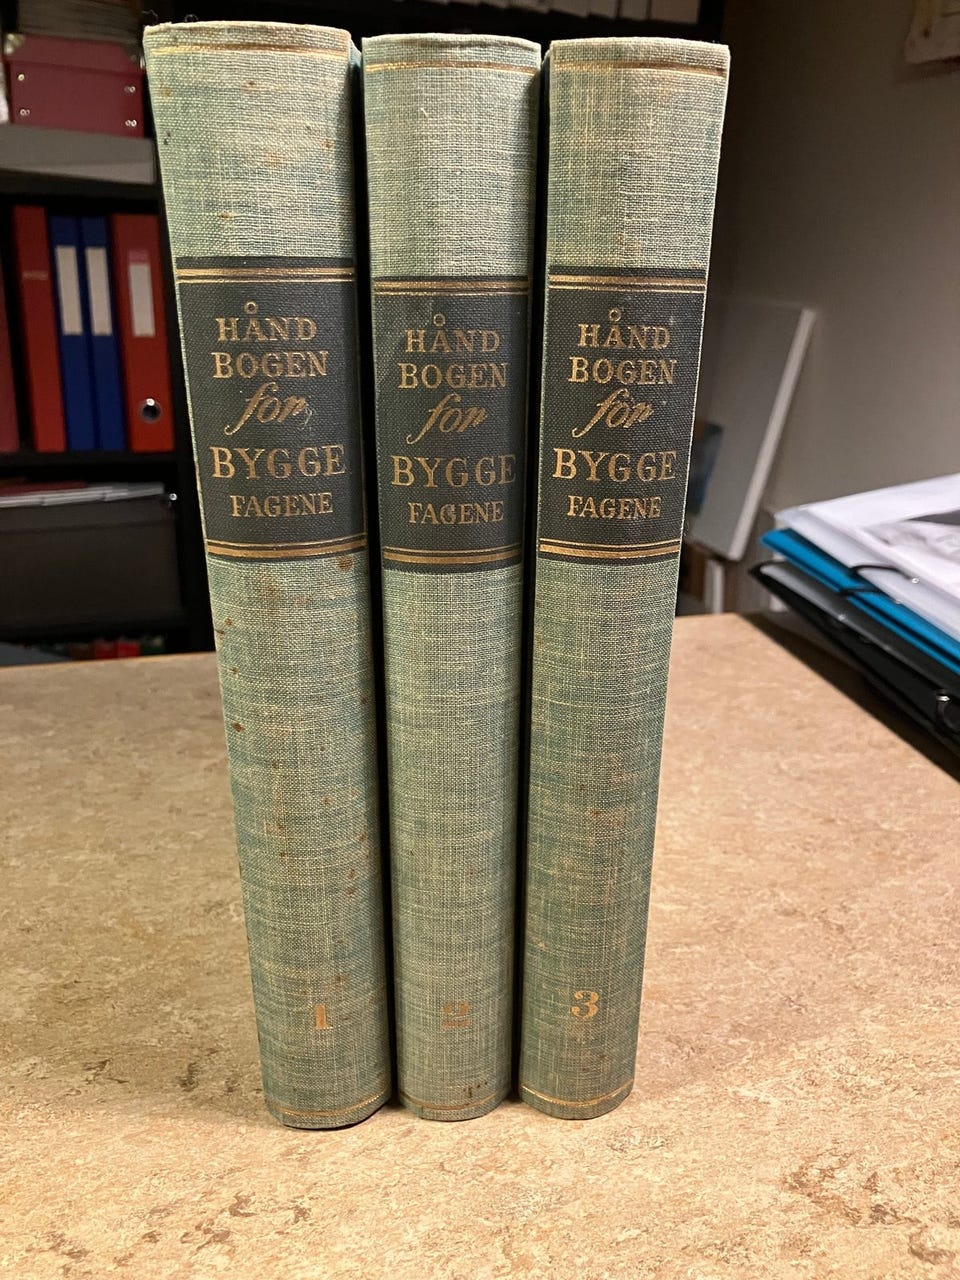 HÅND
BOGEN
for
BYGGE
FAGENE
1
HÅND
BOGEN
for
BYGGE
FAGENE
2
HÅND
BOGEN
for
BYGGE
FAGENE
3